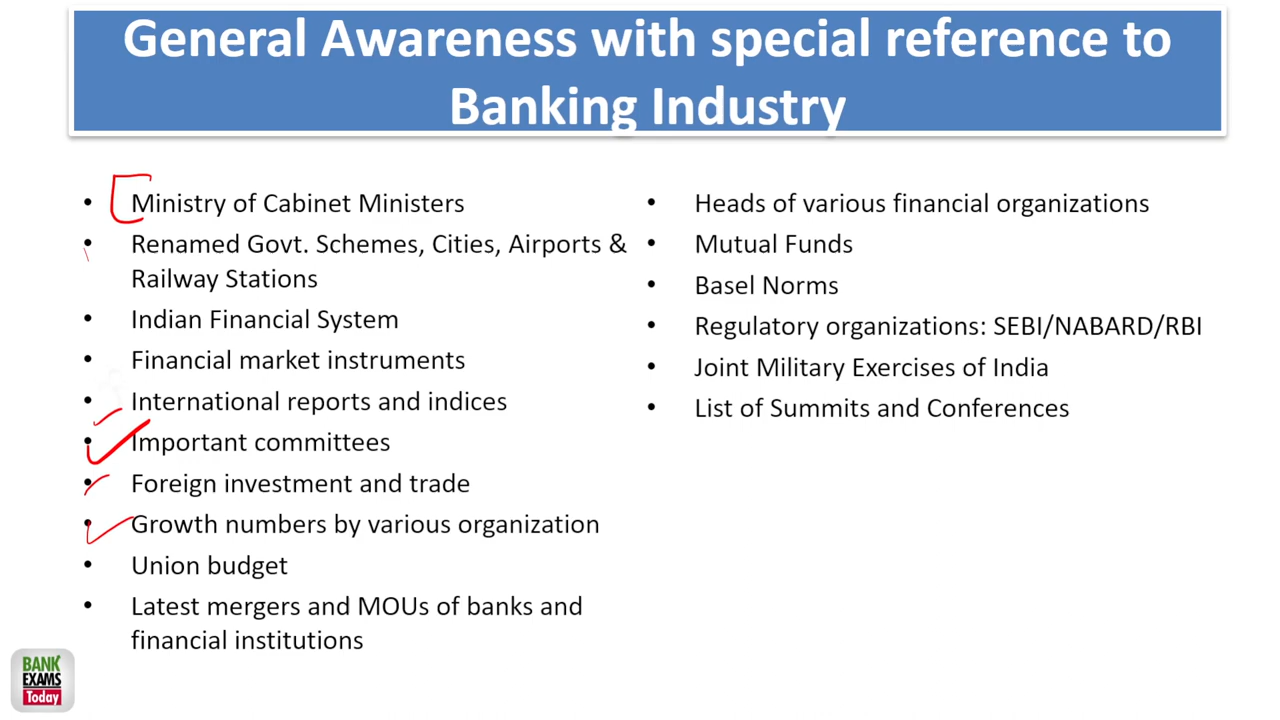 General Awareness with special reference to
Banking Industry
• Ministry of Cabinet Ministers
• Renamed Govt. Schemes, Cities, Airports &
Railway Stations
• Indian Financial System
• Financial market instruments
• International reports and indices
• Important committees
• Foreign investment and trade
• Growth numbers by various organization
• Union budget
• Latest mergers and MOUs of banks and
financial institutions
• Heads of various financial organizations
• Mutual Funds
• Basel Norms
• Regulatory organizations: SEBI/NABARD/RBI
• Joint Military Exercises of India
• List of Summits and Conferences
BANK
EXAMS
Today